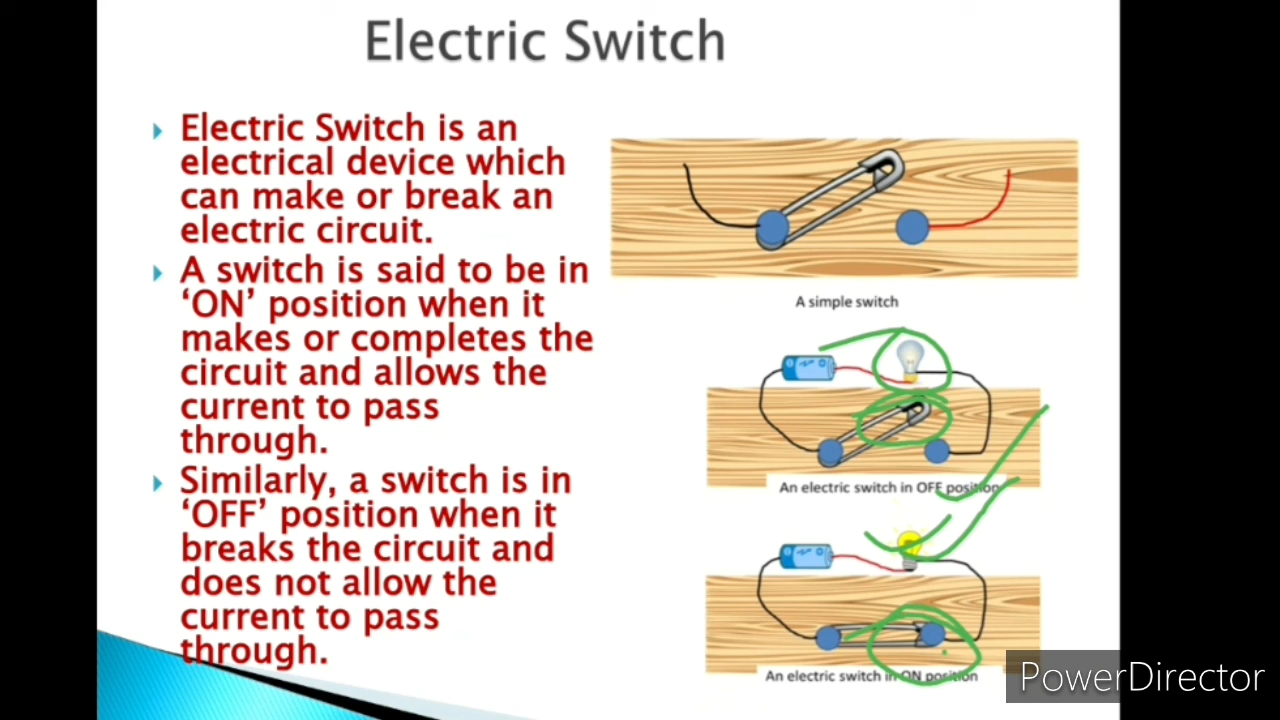 Electric Switch
Electric Switch is an
electrical device which
can make or break an
electric circuit.
A switch is said to be in
‘ON’ position when it
makes or completes the
circuit and allows the
current to pass
through.
Similarly, a switch is in
‘OFF’ position when it
breaks the circuit and
does not allow the
current to pass
through.
A simple switch
An electric switch in OFF position
An electric switch in ON position
PowerDirector